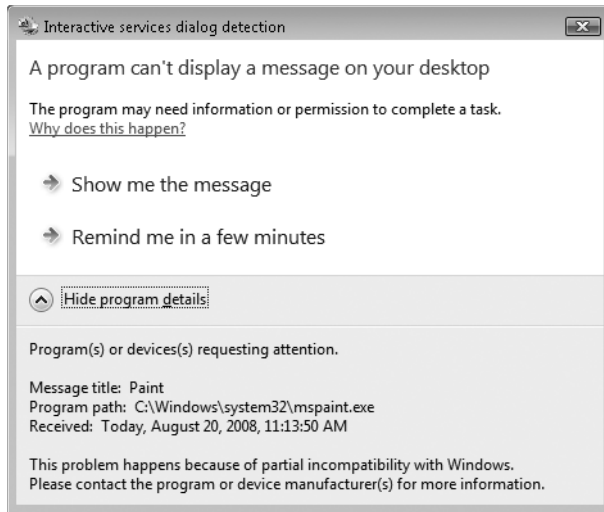 Interactive services dialog detection
A program can't display a message on your desktop
The program may need information or permission to complete a task.
Why does this happen?
Show me the message
Remind me in a few minutes
Hide program details
Program(s) or devices(s) requesting attention.
Message title: Paint
Program path: C:\Windows\system32\mspaint.exe
Received: Today, August 20, 2008, 11:13:50 AM
This problem happens because of partial incompatibility with Windows.
Please contact the program or device manufacturer(s) for more information.